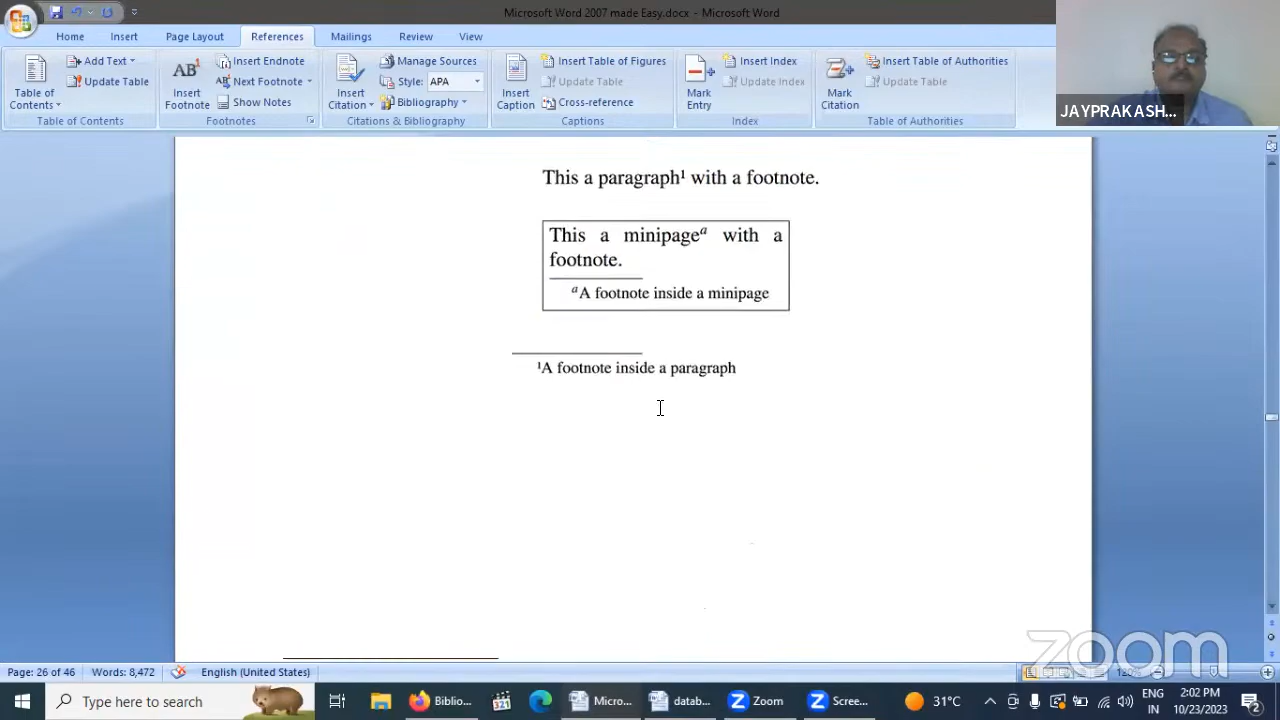 Microsoft Word 2007 made Easy.docx - Microsoft Word
Home Insert Page Layout References Mailings Review View
Table of Contents
Add Text
Update Table
Table of Contents
AB¹ Insert Footnote
Insert Endnote
Next Footnote
Show Notes
Footnotes
Insert Citation
Manage Sources
Style: APA
Bibliography
Citations & Bibliography
Insert Caption
Insert Table of Figures
Update Table
Cross-reference
Captions
Mark Entry
Insert Index
Update Index
Index
Mark Citation
Insert Table of Authorities
Update Table
Table of Authorities
JAYPRAKASH...
This a paragraph¹ with a footnote.
This a minipageᵃ with a
footnote.
ᵃA footnote inside a minipage
¹A footnote inside a paragraph
zoom
Page: 26 of 46 Words: 8,472 English (United States)
Type here to search
Biblio... 321 Micro... datab... Zoom Scree... 31°C
ENG IN
2:02 PM
10/23/2023
2